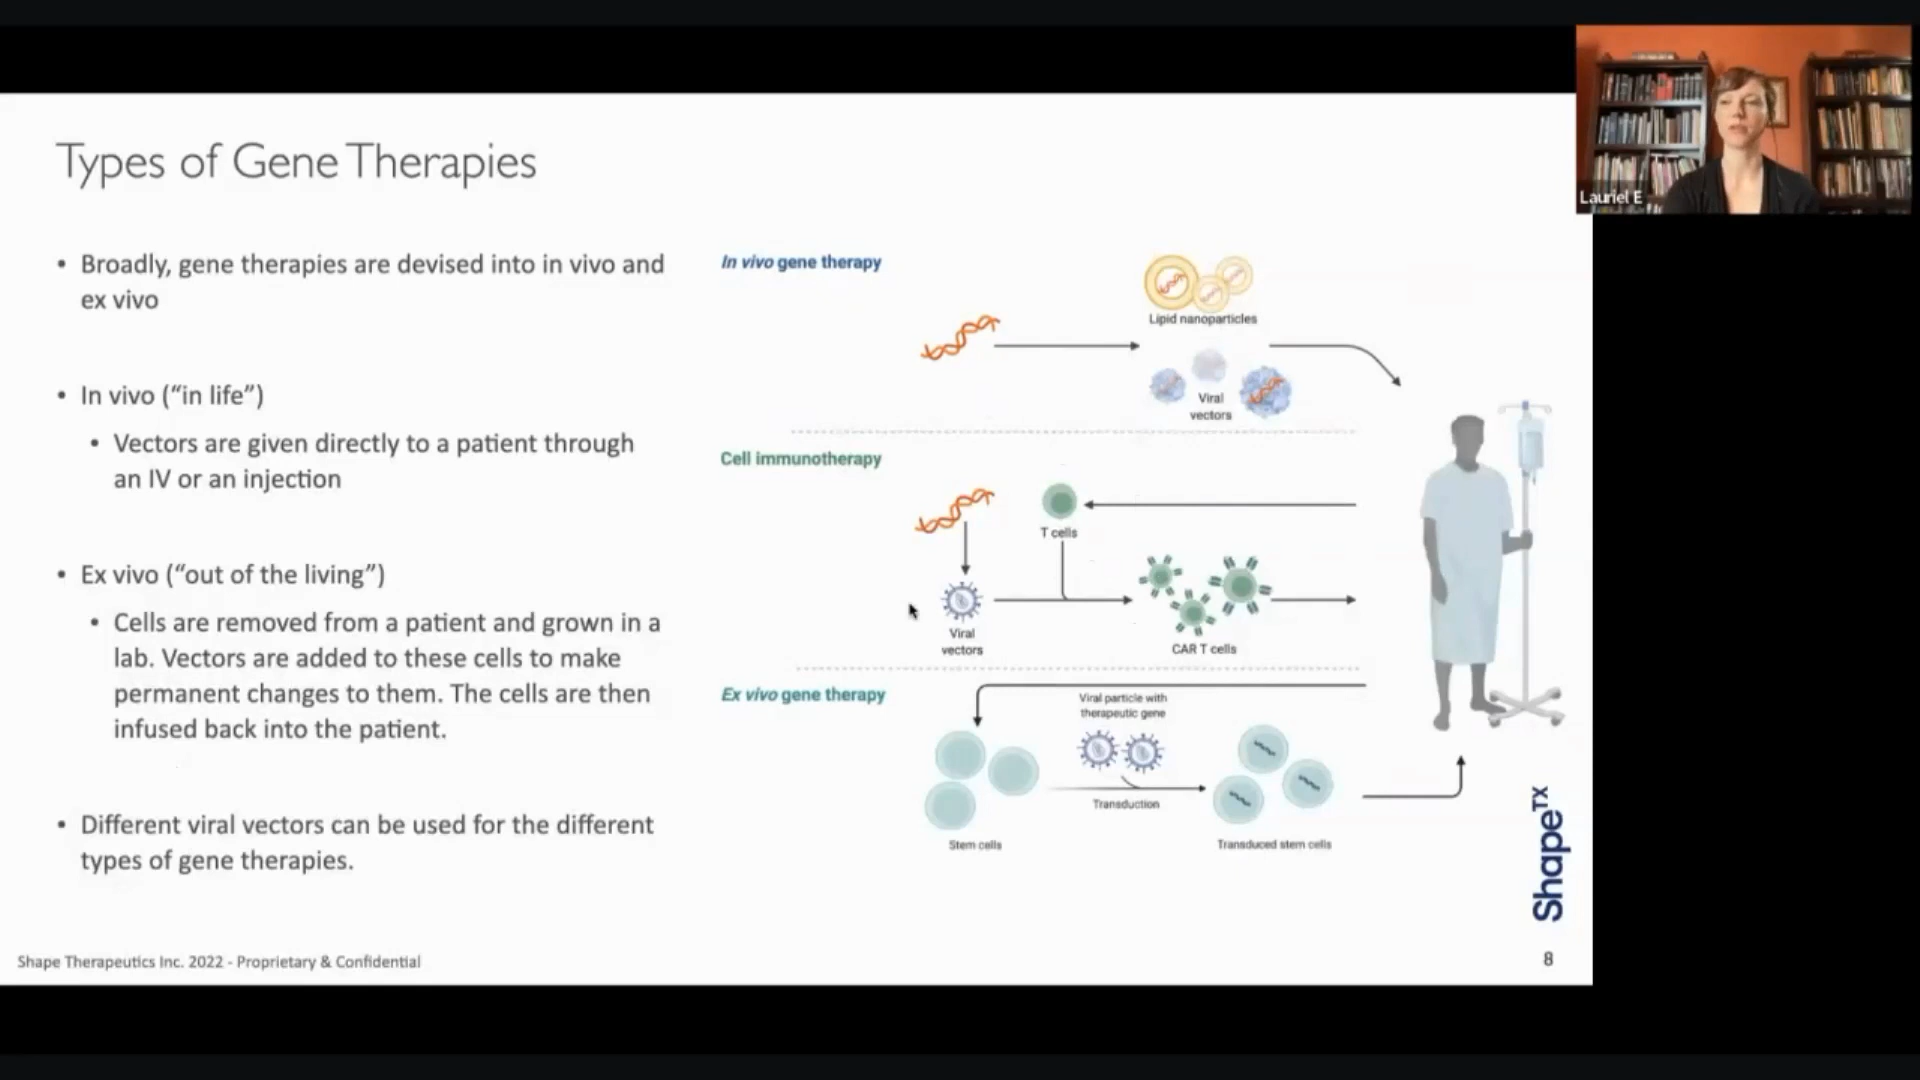 Types of Gene Therapies
• Broadly, gene therapies are devised into in vivo and
ex vivo
• In vivo (“in life”)
• Vectors are given directly to a patient through
an IV or an injection
• Ex vivo (“out of the living”)
• Cells are removed from a patient and grown in a
lab. Vectors are added to these cells to make
permanent changes to them. The cells are then
infused back into the patient.
• Different viral vectors can be used for the different
types of gene therapies.
In vivo gene therapy
Lipid nanoparticles
Viral
vectors
Cell immunotherapy
T cells
Viral
vectors
CAR T cells
Ex vivo gene therapy
Viral particle with
therapeutic gene
Transduction
Stem cells
Transduced stem cells
ShapeTX
Shape Therapeutics Inc. 2022 - Proprietary & Confidential
8
Lauriel E